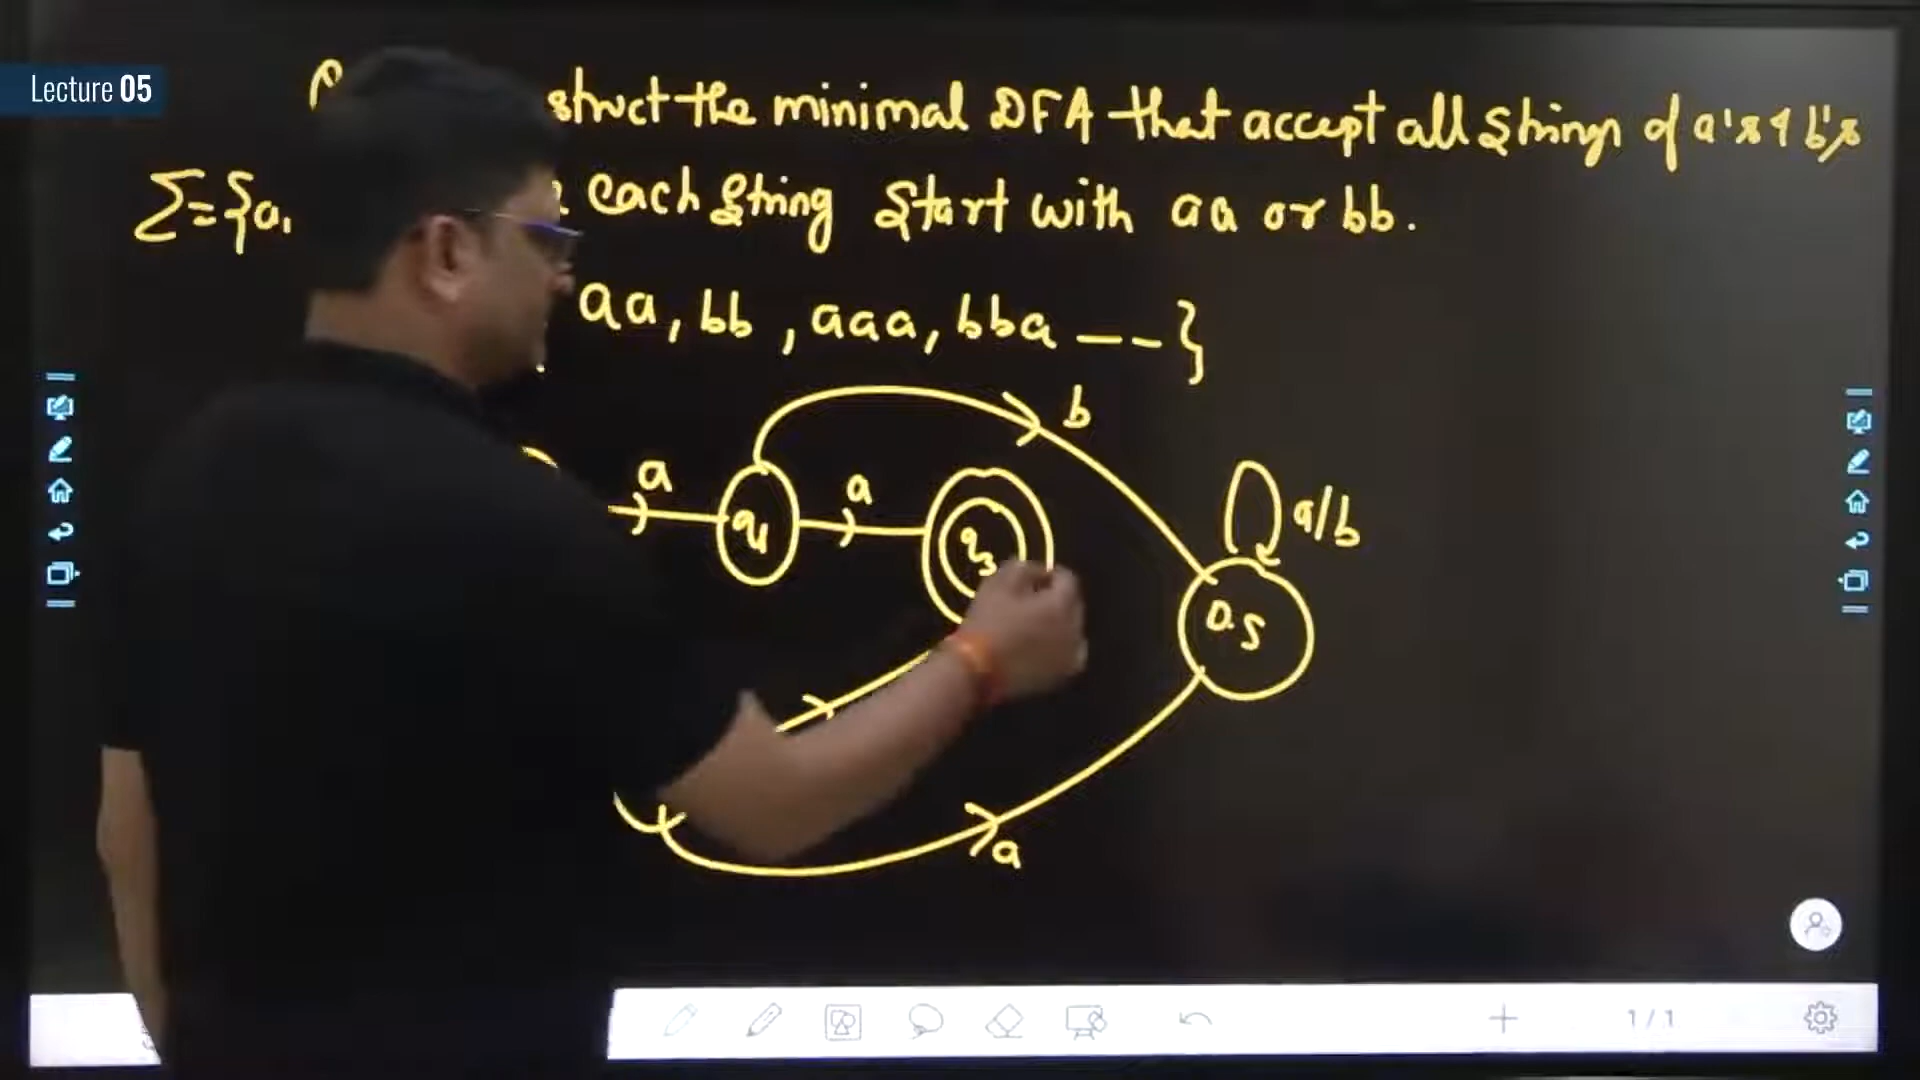 Lecture 05
struct the minimal DFA that accept all strings of a's & b's
Σ={a,
each string start with aa or bb.
aa, bb, aaa, bba ---}
b
a
a
a/b
q1
q3
D.S
a
1/1